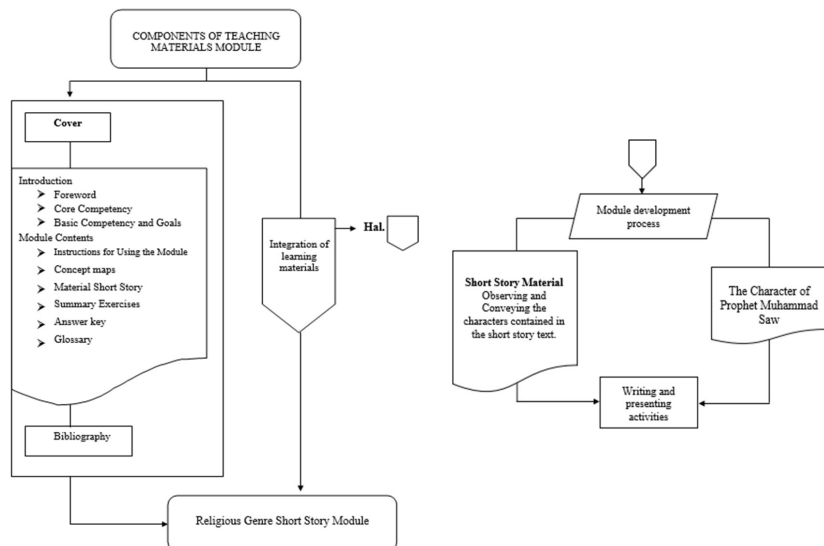 COMPONENTS OF TEACHING
MATERIALS MODULE
Cover
Introduction
Foreword
Core Competency
Basic Competency and Goals
Module Contents
Instructions for Using the Module
Concept maps
Material Short Story
Summary Exercises
Answer key
Glossary
Bibliography
Integration of
learning
materials
Hal.
Religious Genre Short Story Module
Module development
process
Short Story Material
Observing and
Conveying the
characters contained in
the short story text.
The Character of
Prophet Muhammad
Saw
Writing and
presenting
activities